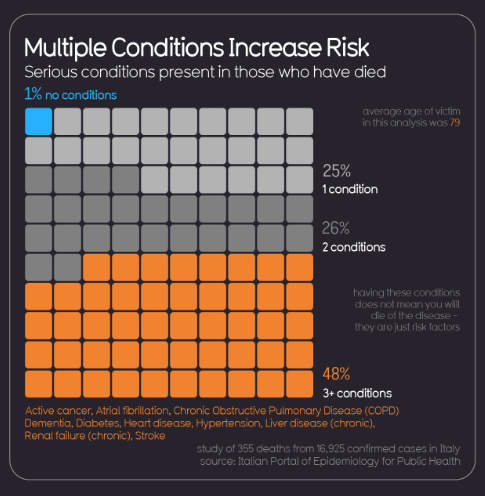 Multiple Conditions Increase Risk
Serious conditions present in those who have died
1% no conditions
average age of victim
in this analysis was 79
25%
1 condition
26%
2 conditions
having these conditions
does not mean you willl
die of the disease –
they are just risk factors
48%
3+ conditions
Active cancer, Atrial fibrillation, Chronic Obstructive Pulmonary Disease (COPD)
Dementia, Diabetes, Heart disease, Hypertension, Liver disease (chronic),
Renal failure (chronic), Stroke
study of 355 deaths from 16,925 confirmed cases in Italy
source: Italian Portal of Epidemiology for Public Health